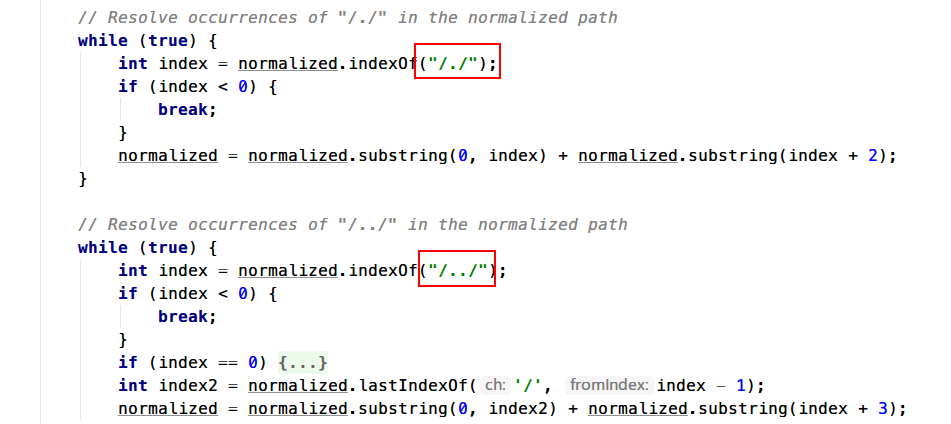 // Resolve occurrences of "/./" in the normalized path
while (true) {
int index = normalized.indexOf("/./");
if (index < 0) {
break;
}
normalized = normalized.substring(0, index) + normalized.substring(index + 2);
}
// Resolve occurrences of "/../" in the normalized path
while (true) {
int index = normalized.indexOf("/../");
if (index < 0) {
break;
}
if (index == 0) {...}
int index2 = normalized.lastIndexOf( ch: '/', fromIndex: index - 1);
normalized = normalized.substring(0, index2) + normalized.substring(index + 3);